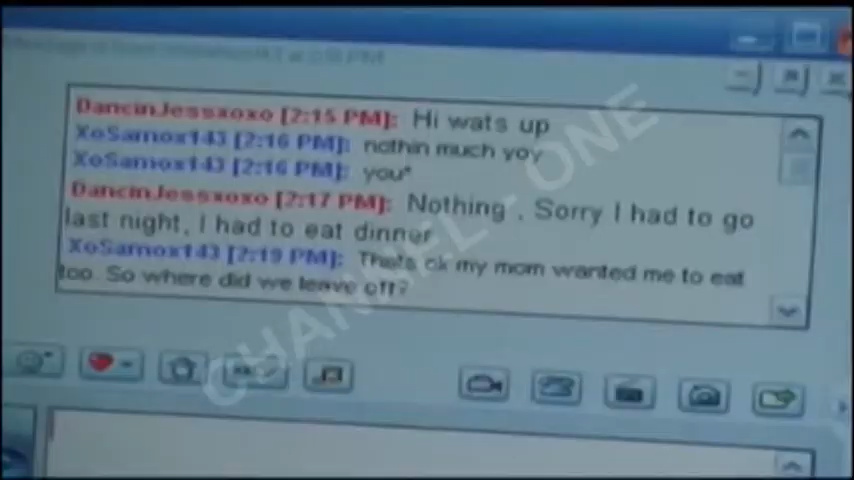 DancinJessxoxo [2:15 PM]: Hi wats up
XoSamox143 [2:16 PM]: nothin much yoy
XoSamox143 [2:16 PM]: you*
DancinJessxoxo [2:17 PM]: Nothing , Sorry I had to go
last night, I had to eat dinner
XoSamox143 [2:19 PM]: Thats ok my mom wanted me to eat
too. So where did we leave off?
CHANNEL - ONE